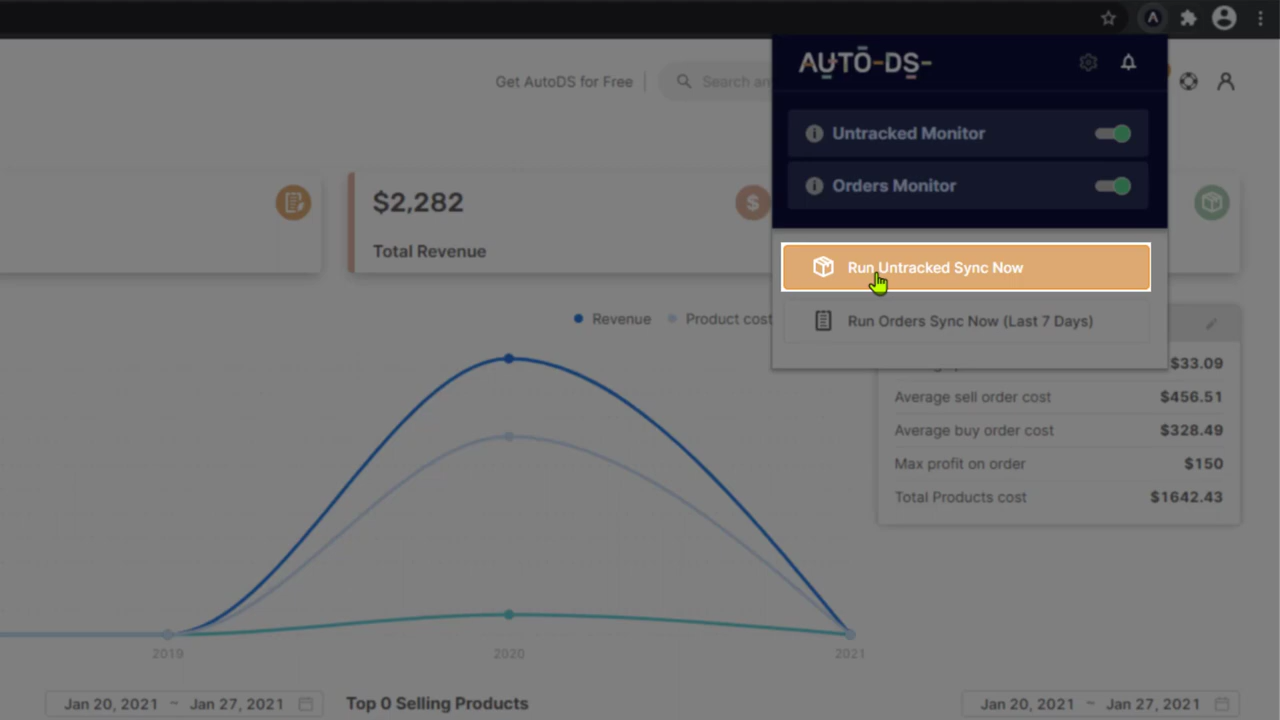 Get AutoDS for Free
Search an
AUTO-DS-
Untracked Monitor
Orders Monitor
Run Untracked Sync Now
Run Orders Sync Now (Last 7 Days)
$2,282
Total Revenue
Revenue
Product cost
$33.09
Average sell order cost $456.51
Average buy order cost $328.49
Max profit on order $150
Total Products cost $1642.43
2019 2020 2021
Jan 20, 2021 ~ Jan 27, 2021
Top 0 Selling Products
Jan 20, 2021 ~ Jan 27, 2021